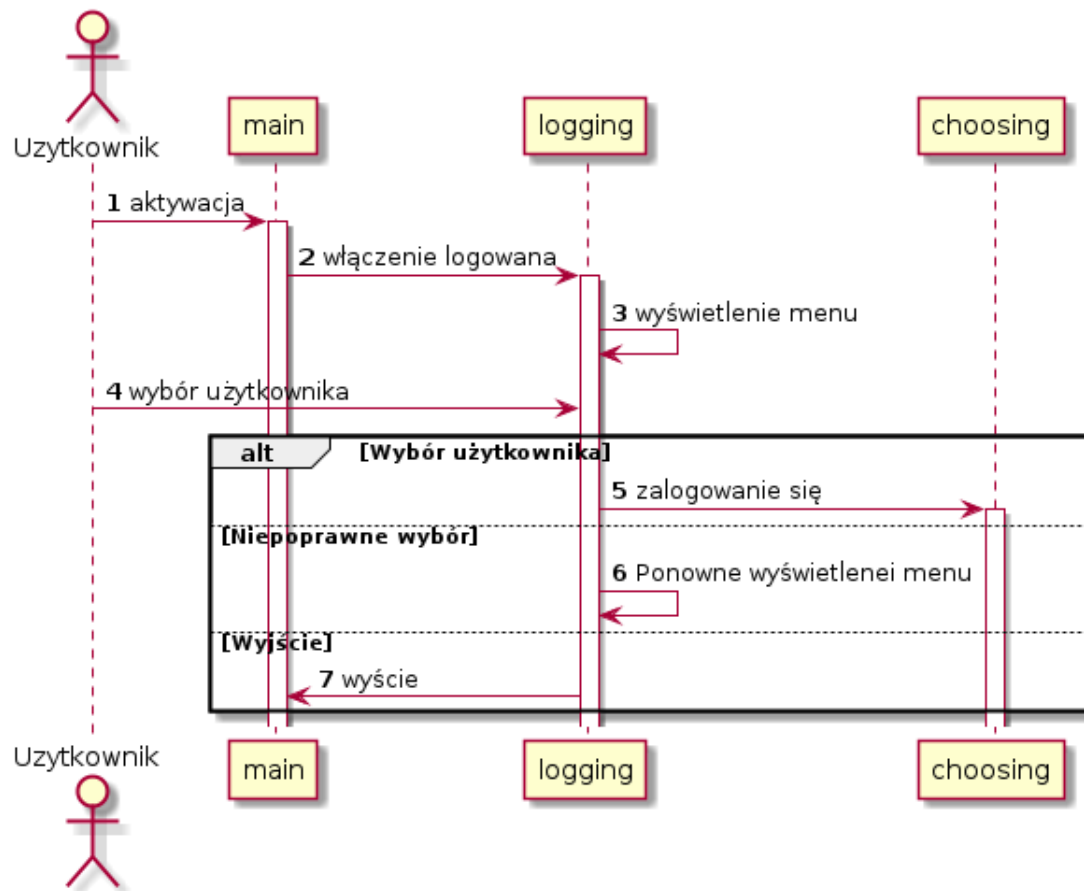 Uzytkownik
main
logging
choosing
1 aktywacja
2 włączenie logowana
3 wyświetlenie menu
4 wybór użytkownika
alt [Wybór użytkownika]
5 zalogowanie się
[Niepoprawne wybór]
6 Ponowne wyświetlenei menu
[Wyjście]
7 wyście
Uzytkownik
main
logging
choosing